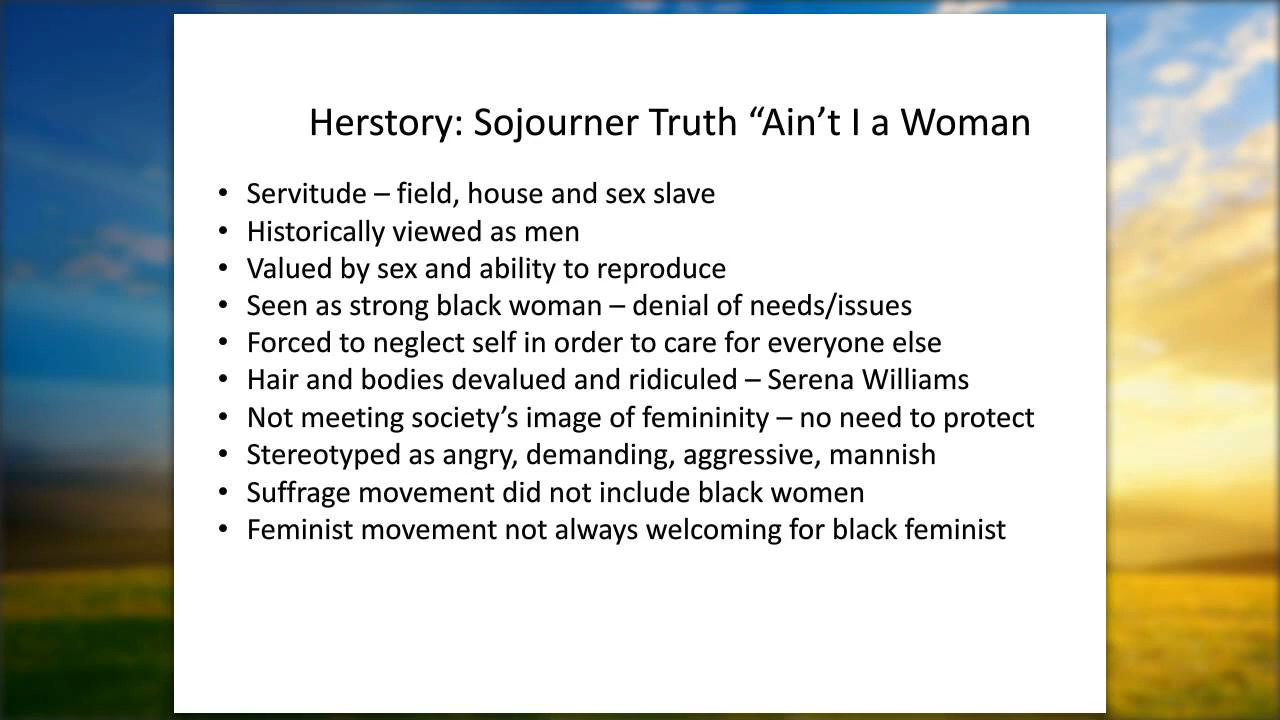 Herstory: Sojourner Truth “Ain’t I a Woman
• Servitude – field, house and sex slave
• Historically viewed as men
• Valued by sex and ability to reproduce
• Seen as strong black woman – denial of needs/issues
• Forced to neglect self in order to care for everyone else
• Hair and bodies devalued and ridiculed – Serena Williams
• Not meeting society’s image of femininity – no need to protect
• Stereotyped as angry, demanding, aggressive, mannish
• Suffrage movement did not include black women
• Feminist movement not always welcoming for black feminist